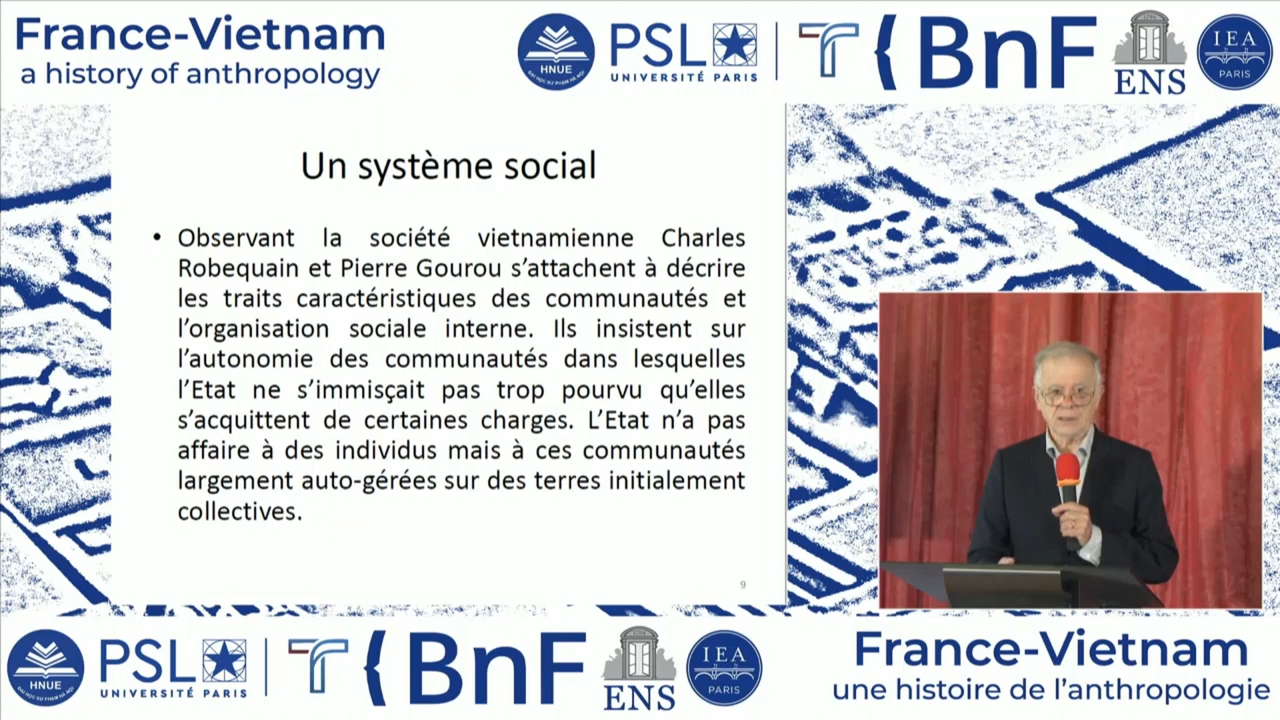 France-Vietnam
a history of anthropology
HNUE
PSL
UNIVERSITÉ PARIS
BnF
ENS
IEA
PARIS
Un système social
• Observant la société vietnamienne Charles
Robequain et Pierre Gourou s’attachent à décrire
les traits caractéristiques des communautés et
l’organisation sociale interne. Ils insistent sur
l’autonomie des communautés dans lesquelles
l’Etat ne s’immisçait pas trop pourvu qu’elles
s’acquittent de certaines charges. L’Etat n’a pas
affaire à des individus mais à ces communautés
largement auto-gérées sur des terres initialement
collectives.
9
HNUE
PSL
UNIVERSITÉ PARIS
BnF
ENS
IEA
PARIS
France-Vietnam
une histoire de l’anthropologie